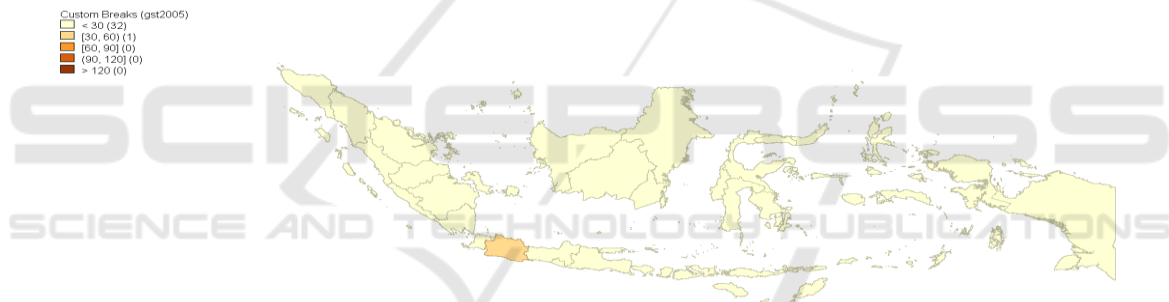 Custom Breaks (gst2005)
< 30 (32)
[30, 60) (1)
[60, 90] (0)
(90, 120] (0)
> 120 (0)
SCITEPRESS
SCIENCE AND TECHNOLOGY PUBLICATIONS